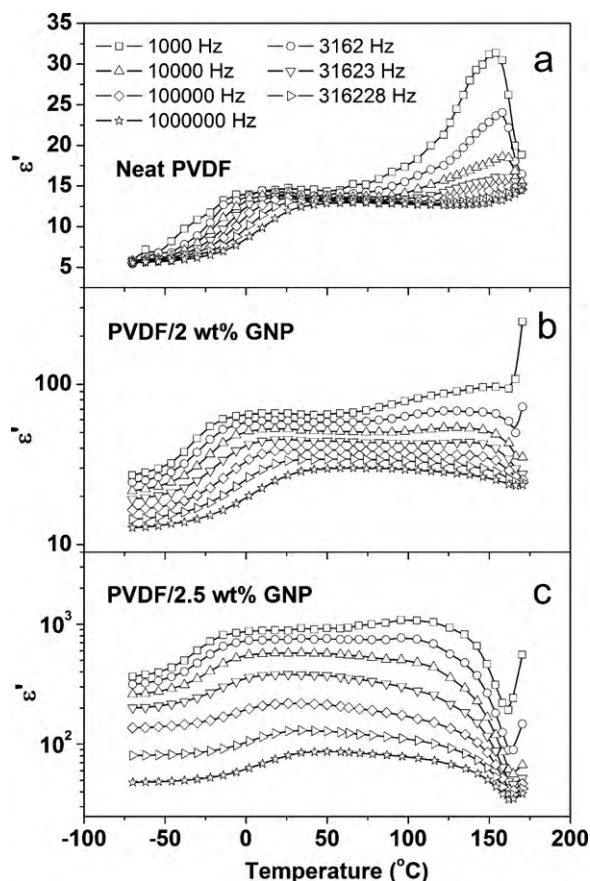 a
1000 Hz 3162 Hz
10000 Hz 31623 Hz
100000 Hz 316228 Hz
1000000 Hz
Neat PVDF
ε'
35
30
25
20
15
10
5
b
PVDF/2 wt% GNP
ε'
100
10
c
PVDF/2.5 wt% GNP
ε'
10³
10²
-100 -50 0 50 100 150 200
Temperature (°C)